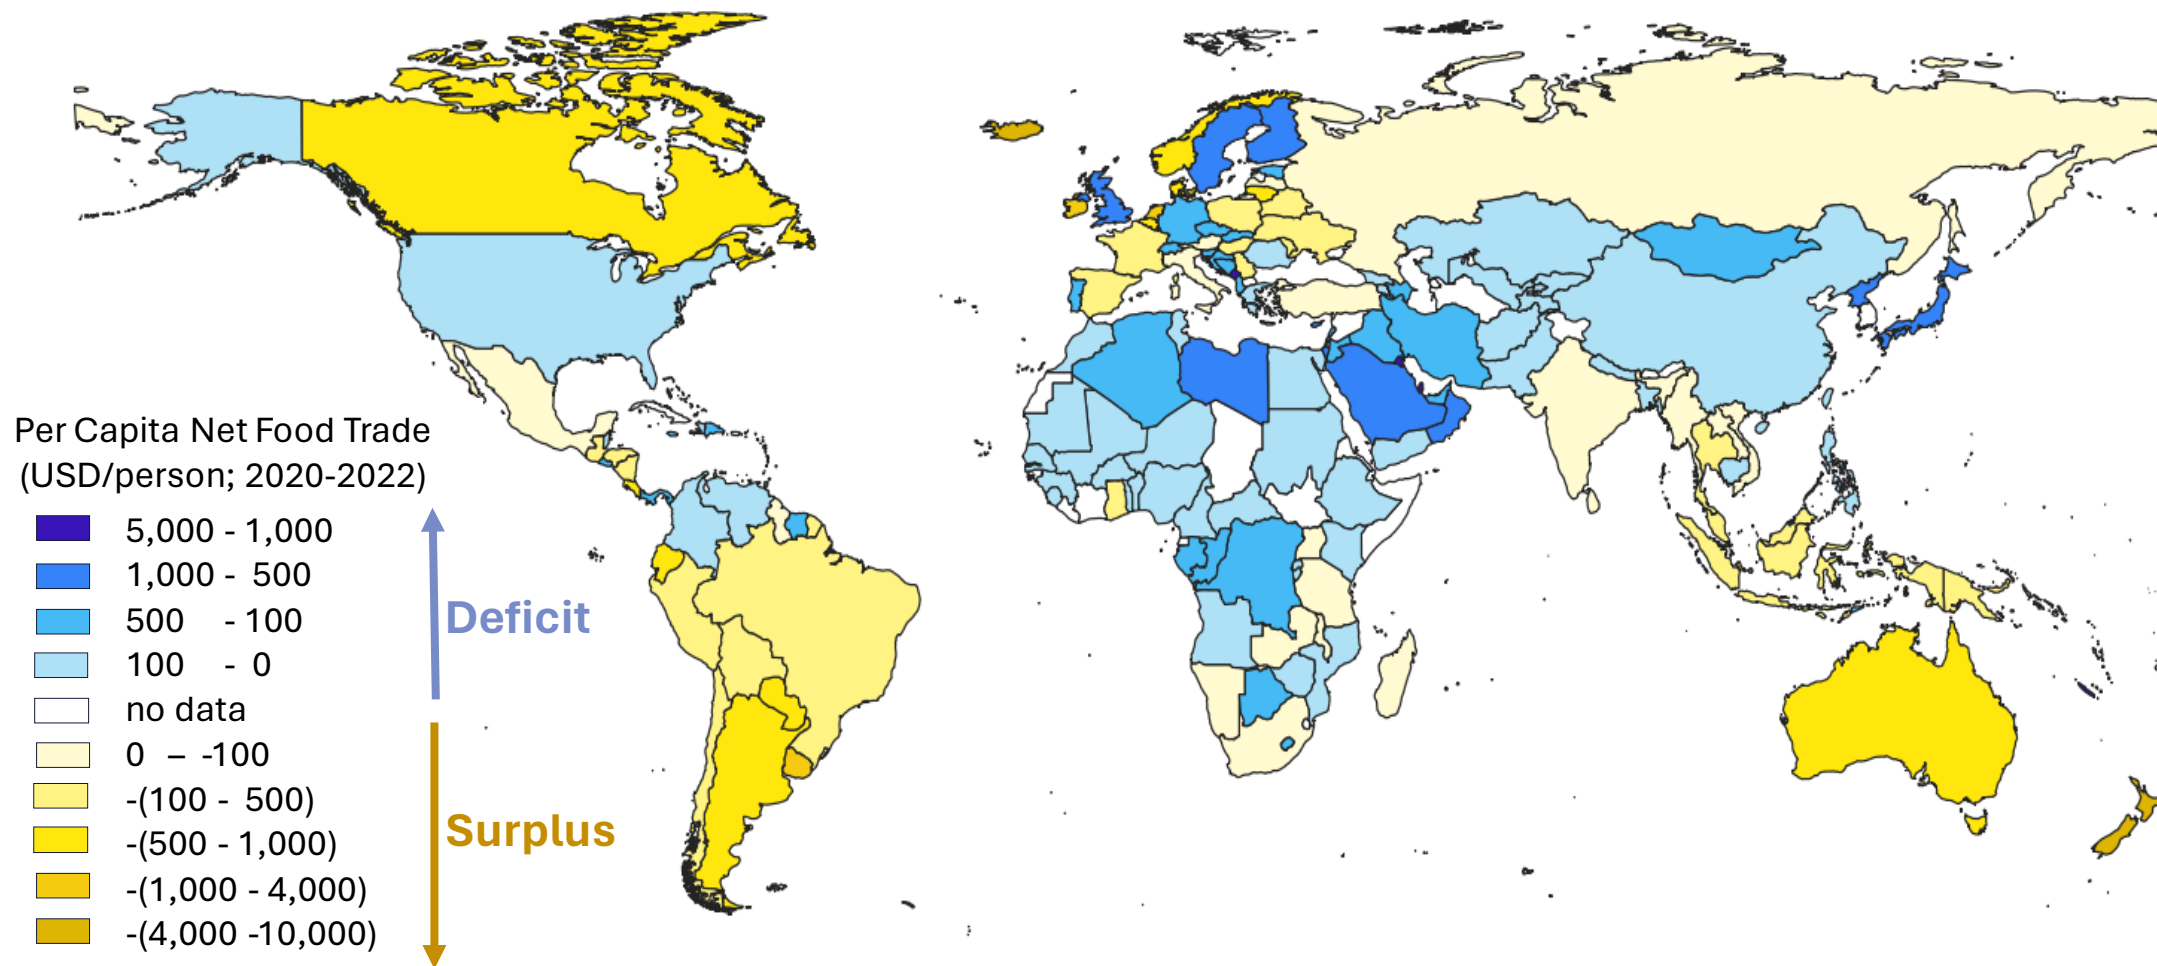 Per Capita Net Food Trade
(USD/person; 2020-2022)
5,000 - 1,000
1,000 - 500
500 - 100
100 - 0
no data
0 – -100
-(100 - 500)
-(500 - 1,000)
-(1,000 - 4,000)
-(4,000 -10,000)
Deficit
Surplus